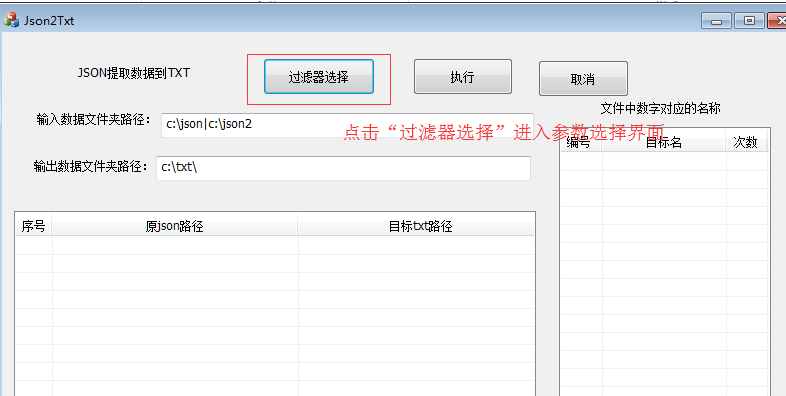 Json2Txt
JSON提取数据到TXT
过滤器选择
执行
取消
文件中数字对应的名称
输入数据文件夹路径:
c:\json|c:\json2
点击“过滤器选择”进入参数选择界面
输出数据文件夹路径:
c:\txt\
编号
目标名
次数
序号
原json路径
目标txt路径